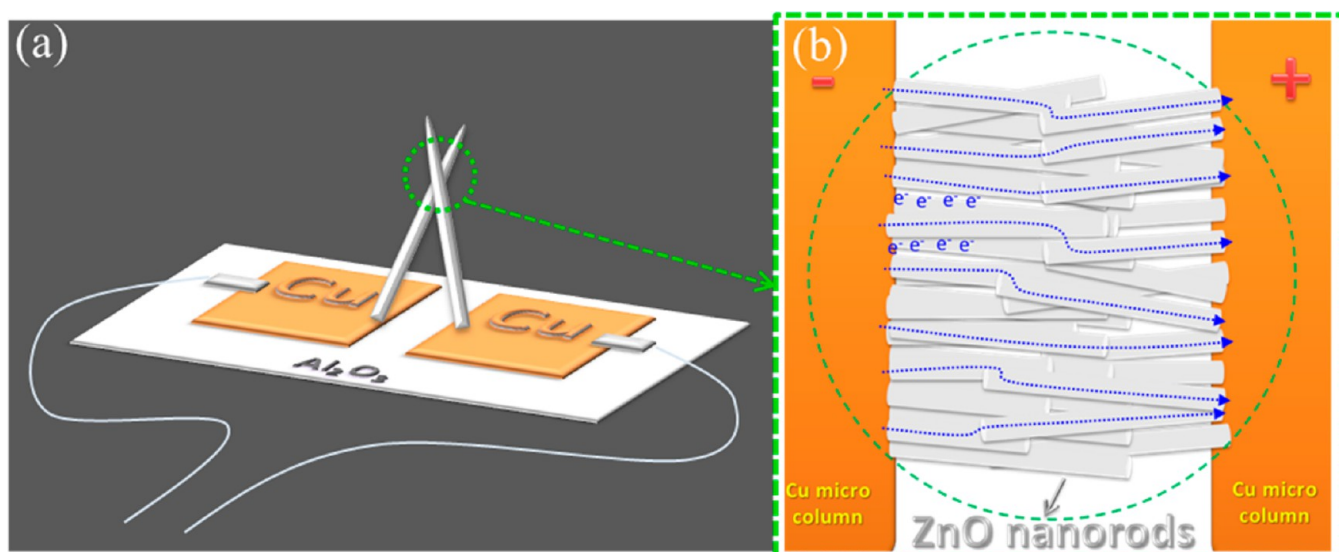 (a)
Cu
Cu
Al₂O₃
(b)
-
+
e⁻ e⁻ e⁻ e⁻
e⁻ e⁻ e⁻ e⁻
Cu micro
column
Cu micro
column
ZnO nanorods